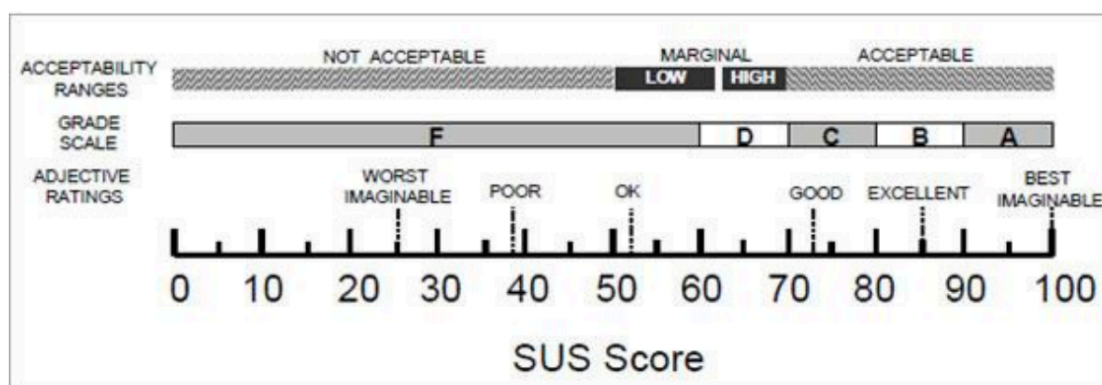 NOT ACCEPTABLE MARGINAL ACCEPTABLE
ACCEPTABILITY RANGES LOW HIGH
GRADE SCALE F D C B A
ADJECTIVE RATINGS WORST IMAGINABLE POOR OK GOOD EXCELLENT BEST IMAGINABLE
0 10 20 30 40 50 60 70 80 90 100
SUS Score